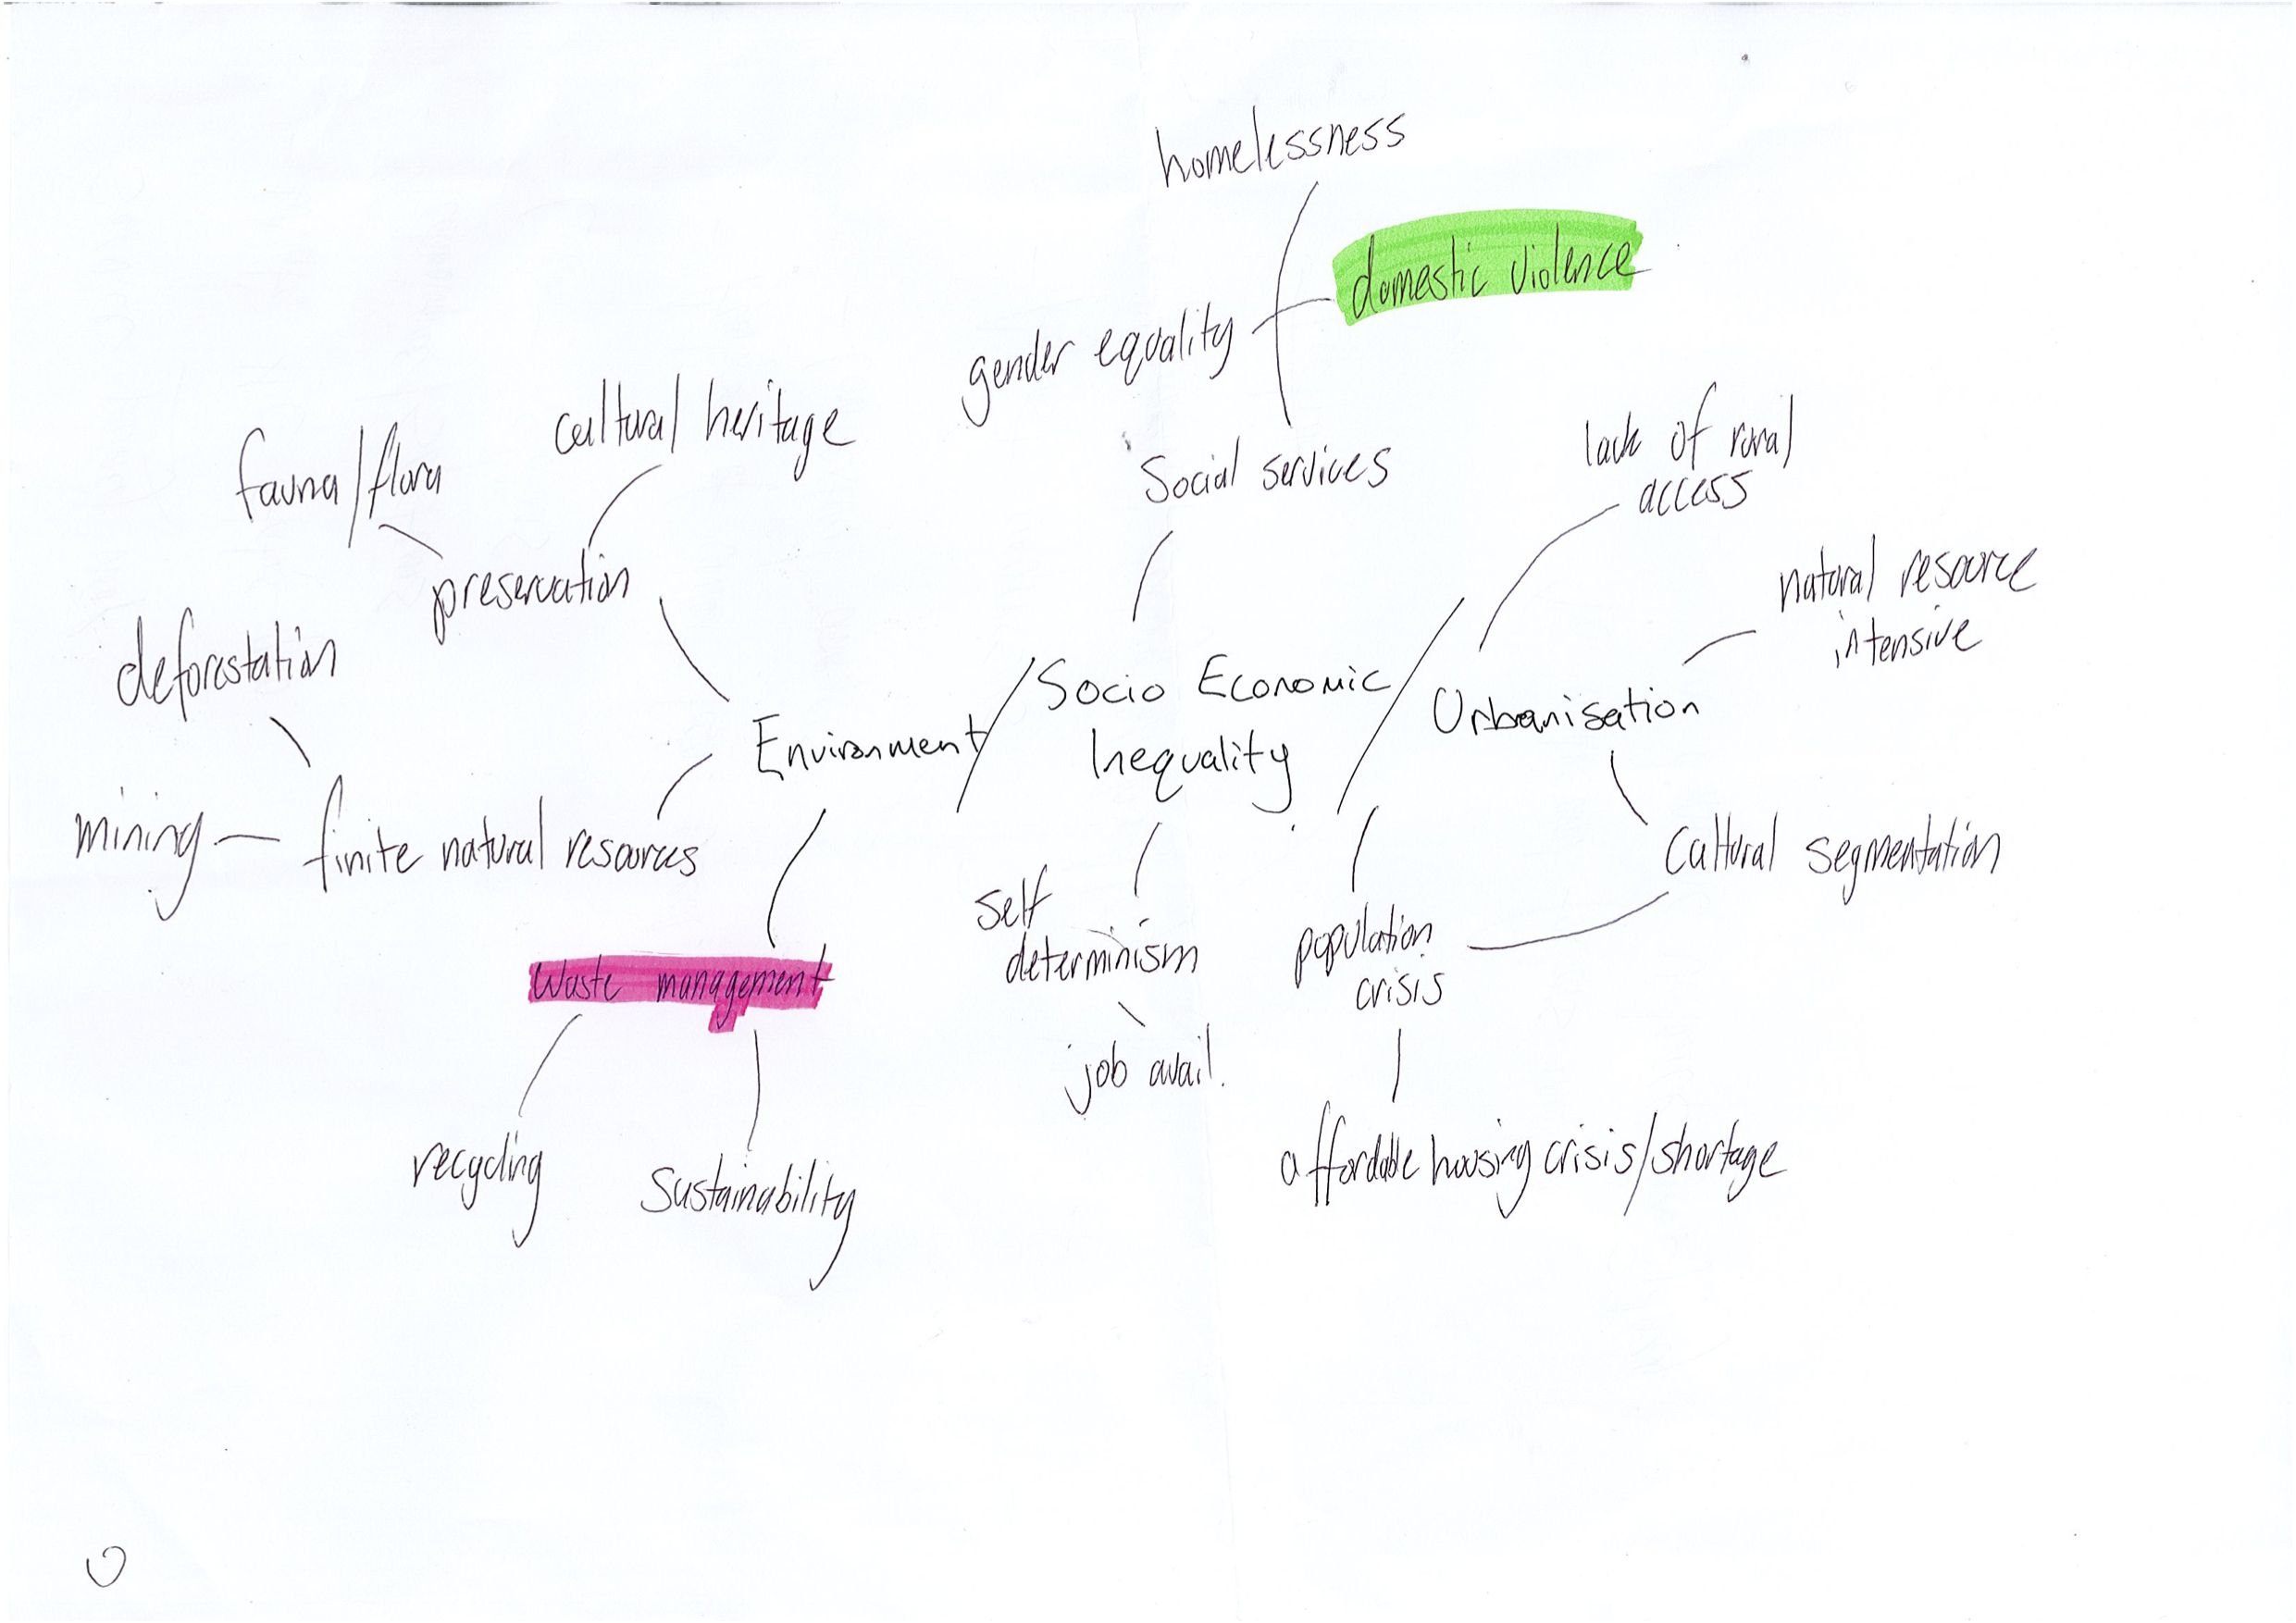 homelessness
domestic violence
gender equality
Social services
cultural heritage
fauna/flora
preservation
lack of rural
access
natural resource
intensive
deforestation
Environment/
Socio Economic
Inequality
/
Urbanisation
mining
finite natural resources
Cultural segmentation
self
determinism
population
crisis
Waste management
job avail.
recycling
Sustainability
affordable housing crisis/shortage